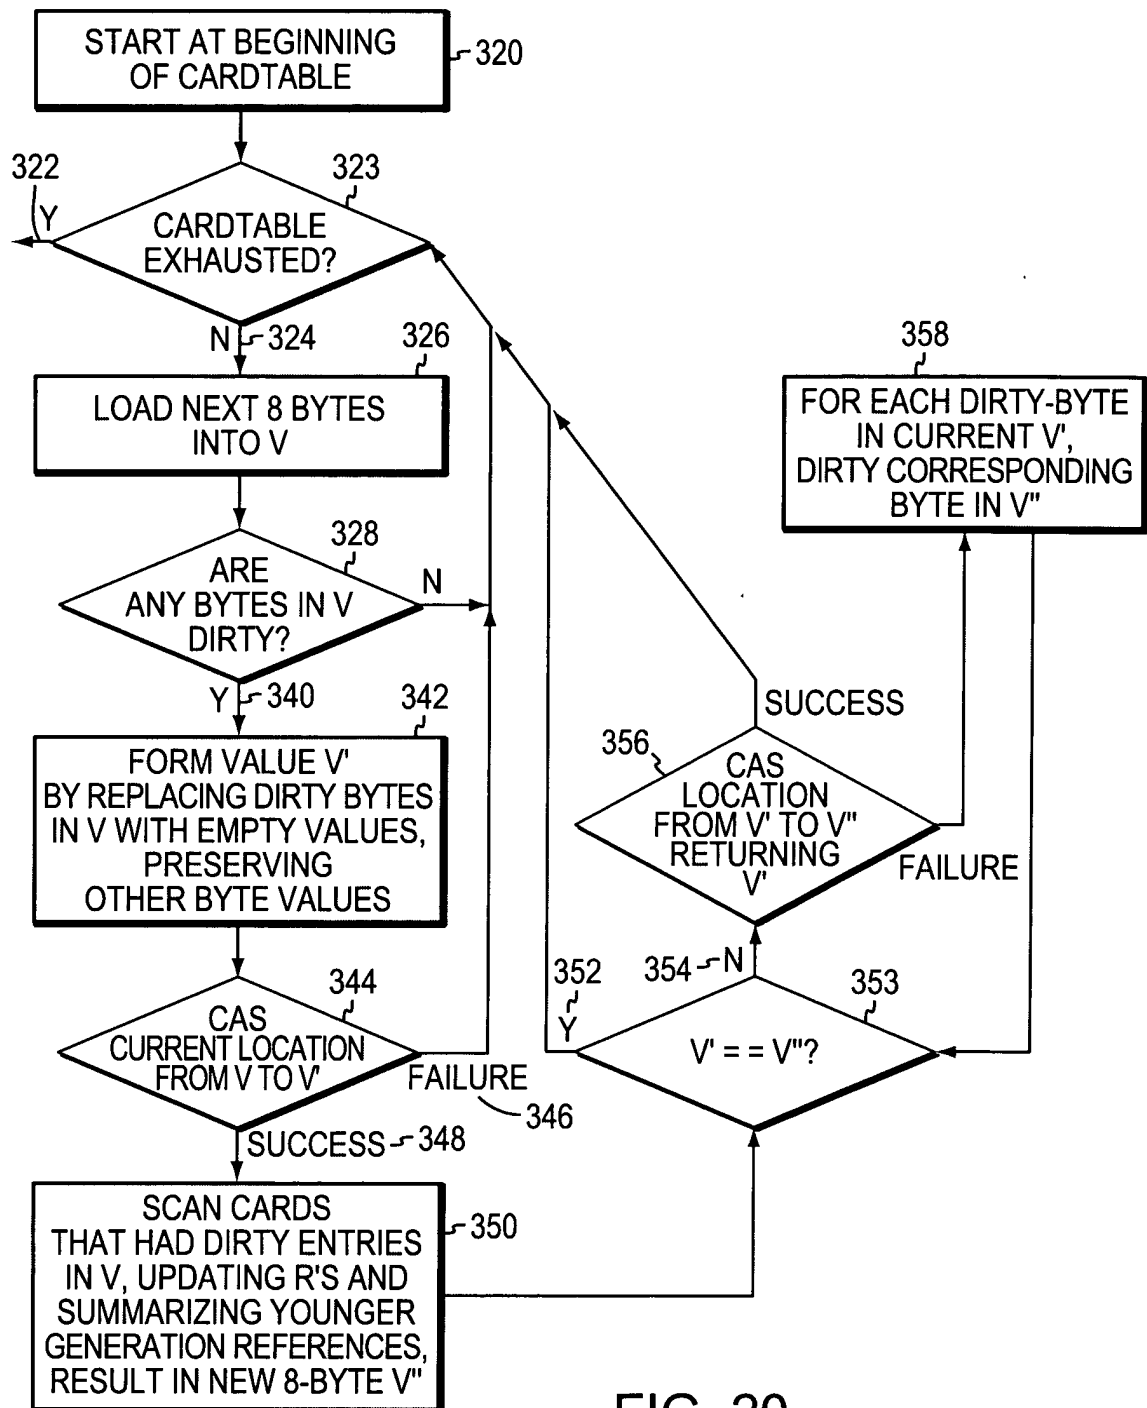 START AT BEGINNING
OF CARDTABLE
320
322
323
Y
CARDTABLE
EXHAUSTED?
N
324
326
LOAD NEXT 8 BYTES
INTO V
328
ARE
ANY BYTES IN V
DIRTY?
N
Y
340
342
FORM VALUE V'
BY REPLACING DIRTY BYTES
IN V WITH EMPTY VALUES,
PRESERVING
OTHER BYTE VALUES
344
CAS
CURRENT LOCATION
FROM V TO V'
FAILURE
346
SUCCESS
348
SCAN CARDS
THAT HAD DIRTY ENTRIES
IN V, UPDATING R'S AND
SUMMARIZING YOUNGER
GENERATION REFERENCES,
RESULT IN NEW 8-BYTE V"
350
352
Y
353
V' = = V"?
354
N
356
CAS
LOCATION
FROM V' TO V"
RETURNING
V'
SUCCESS
FAILURE
358
FOR EACH DIRTY-BYTE
IN CURRENT V',
DIRTY CORRESPONDING
BYTE IN V"